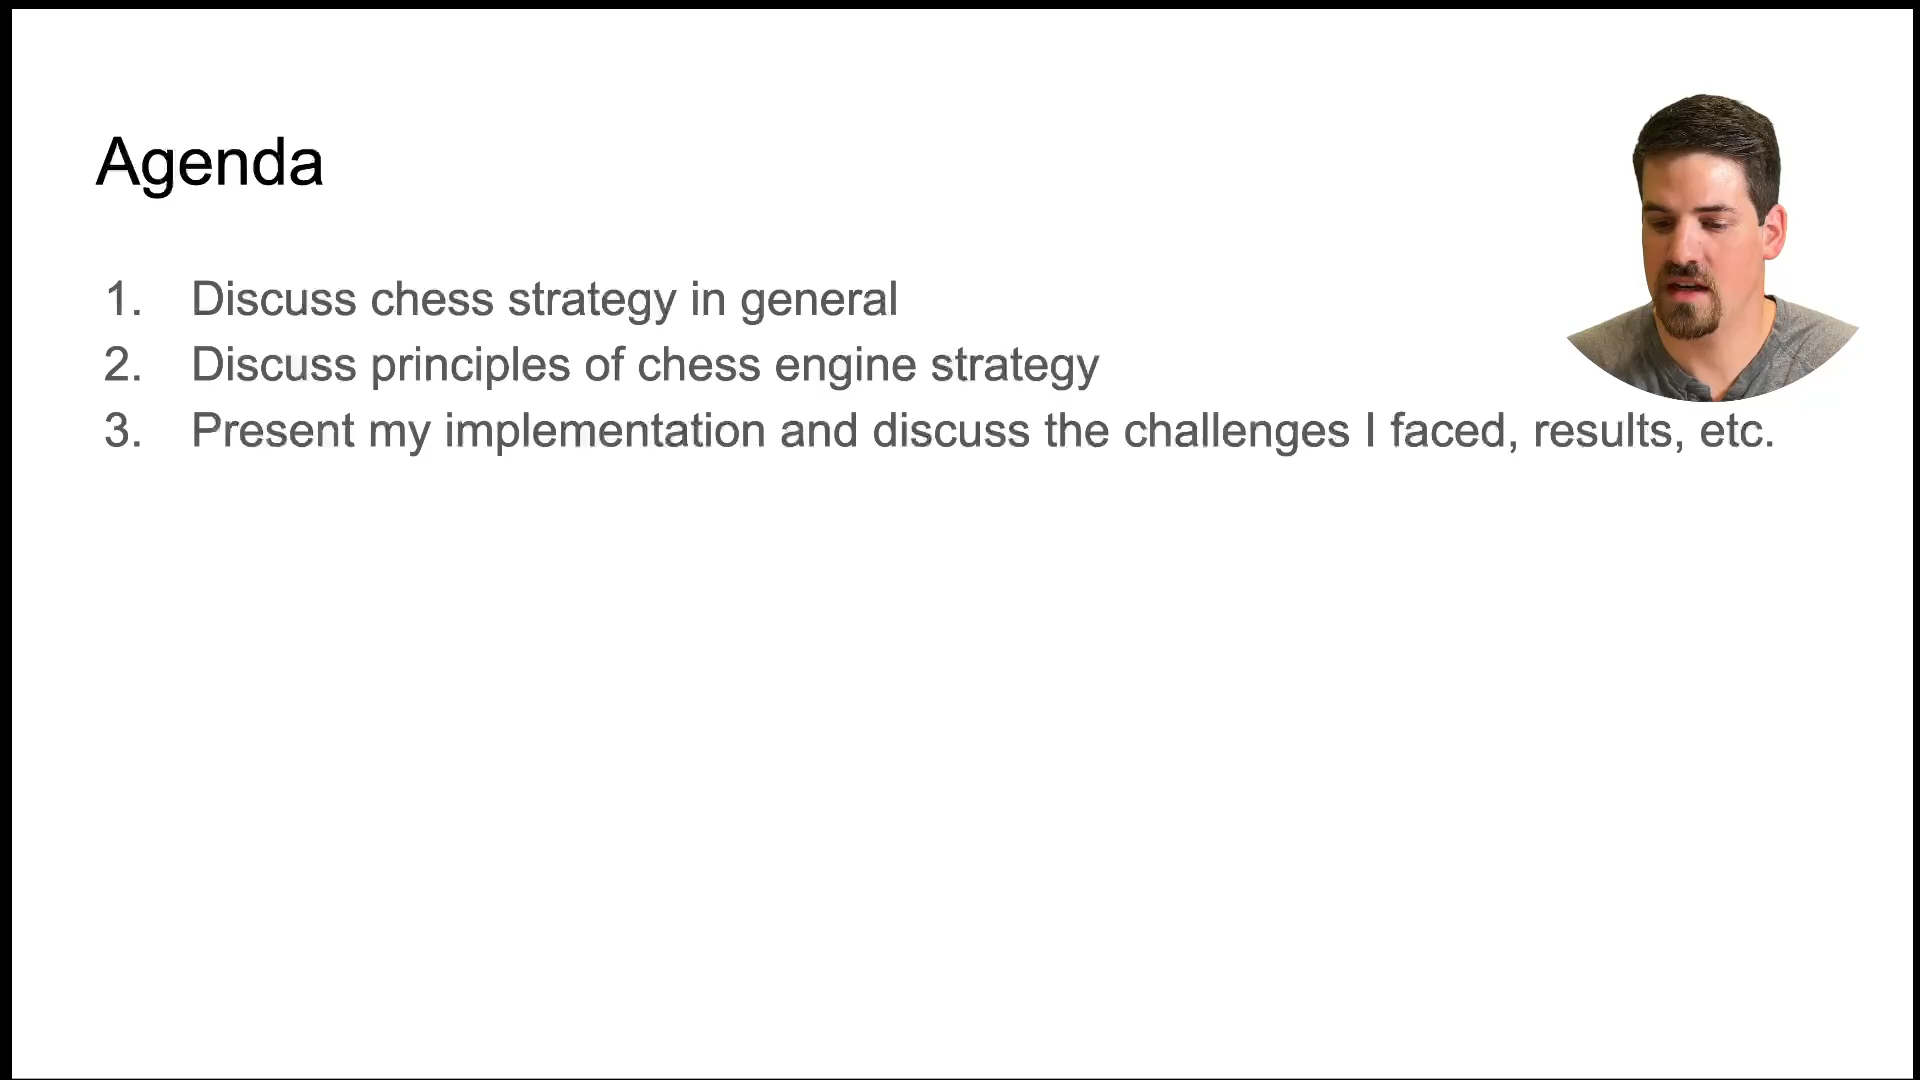 Agenda
1. Discuss chess strategy in general
2. Discuss principles of chess engine strategy
3. Present my implementation and discuss the challenges I faced, results, etc.